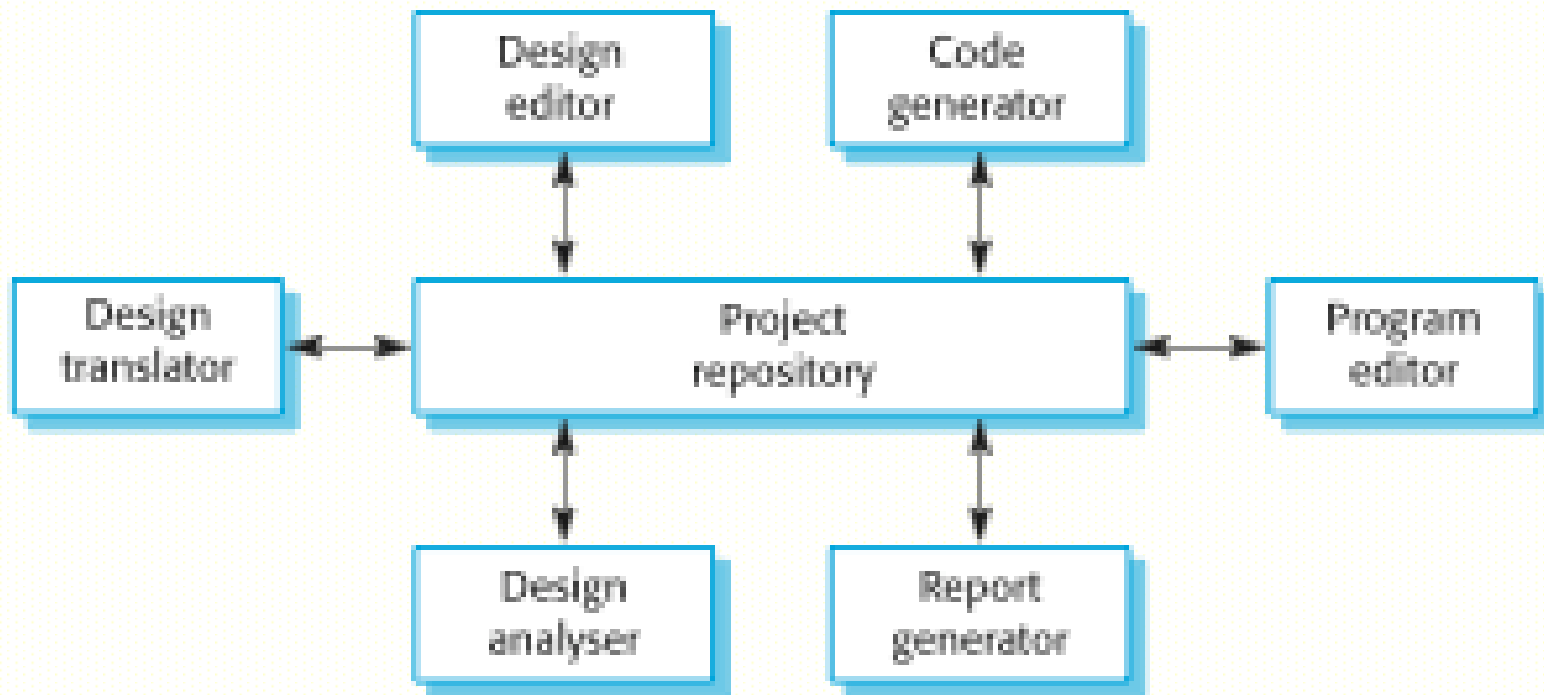 Design
editor
Code
generator
Design
translator
Project
repository
Program
editor
Design
analyser
Report
generator